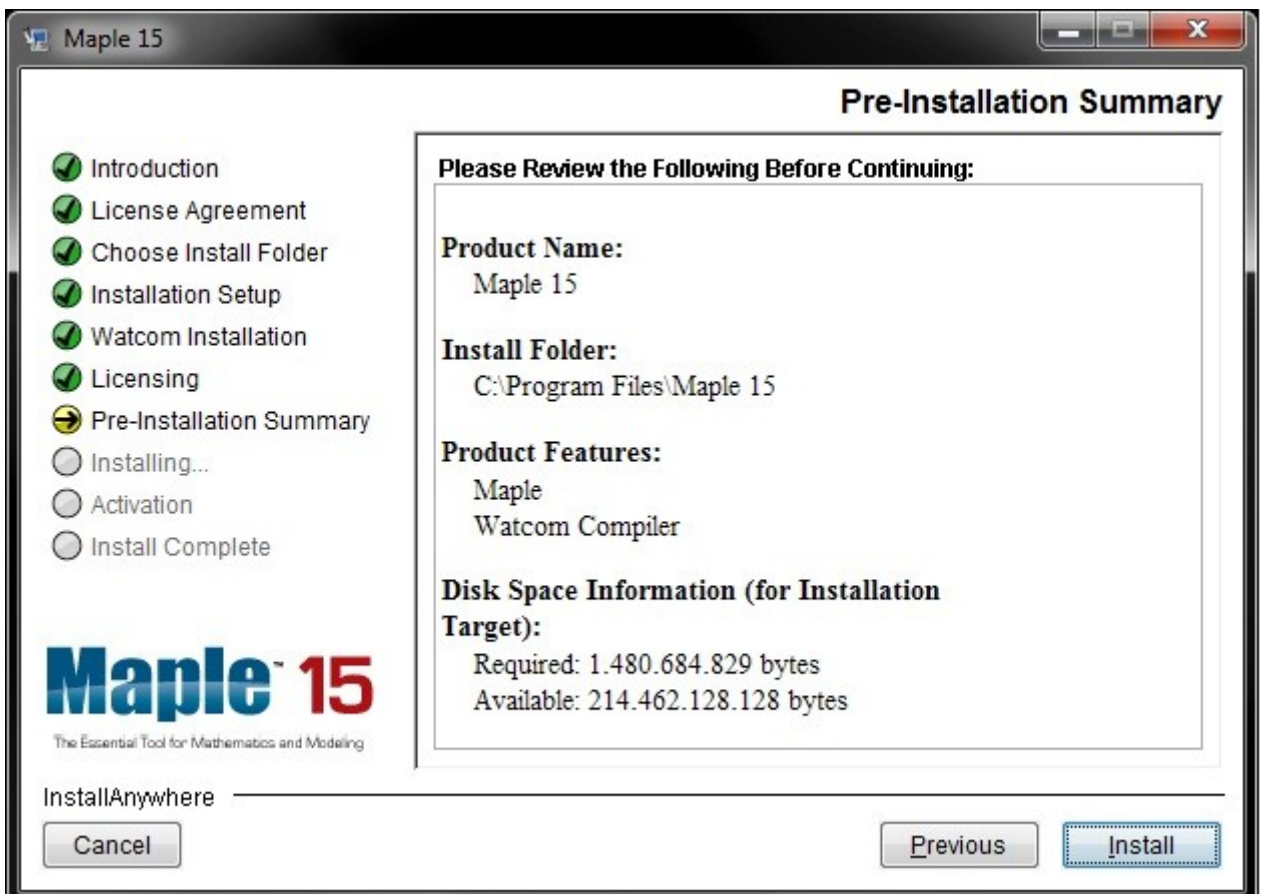 Maple 15
Pre-Installation Summary
Introduction
License Agreement
Choose Install Folder
Installation Setup
Watcom Installation
Licensing
Pre-Installation Summary
Installing...
Activation
Install Complete
Maple™ 15
The Essential Tool for Mathematics and Modeling
Please Review the Following Before Continuing:
Product Name:
Maple 15
Install Folder:
C:\Program Files\Maple 15
Product Features:
Maple
Watcom Compiler
Disk Space Information (for Installation
Target):
Required: 1.480.684.829 bytes
Available: 214.462.128.128 bytes
InstallAnywhere
Cancel
Previous
Install